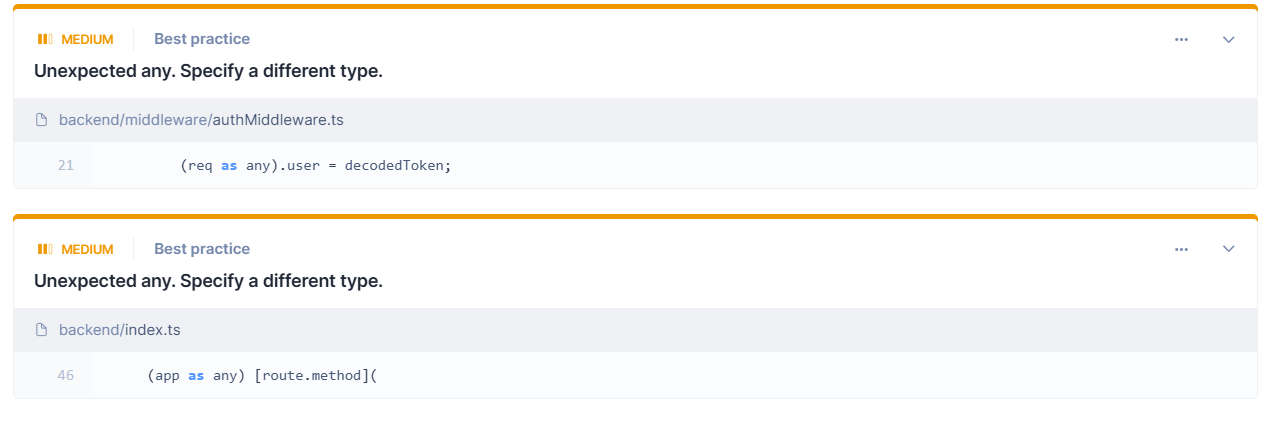 MEDIUM Best practice
Unexpected any. Specify a different type.
backend/middleware/authMiddleware.ts
21 (req as any).user = decodedToken;
MEDIUM Best practice
Unexpected any. Specify a different type.
backend/index.ts
46 (app as any) [route.method](